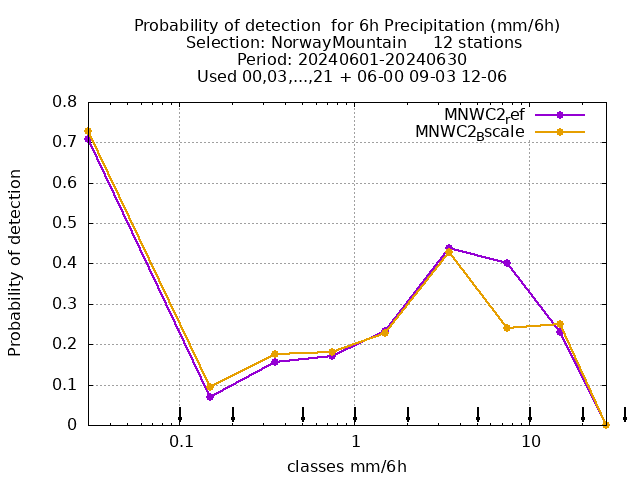 Probability of detection  for 6h Precipitation (mm/6h)
Selection: NorwayMountain     12 stations
Period: 20240601-20240630
Used 00,03,...,21 + 06-00 09-03 12-06
MNWC2_ref
MNWC2_Bscale
Probability of detection
0.8
0.7
0.6
0.5
0.4
0.3
0.2
0.1
0
0.1 1 10
classes mm/6h